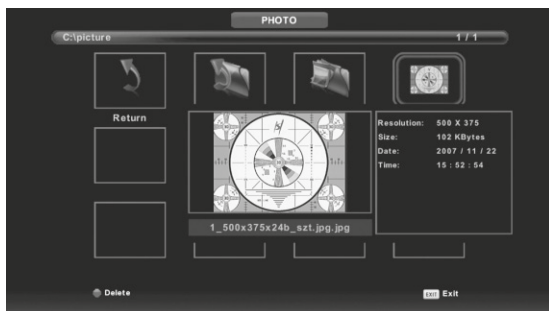 PHOTO
C:\picture 1 / 1
Return
Resolution: 500 X 375
Size: 102 KBytes
Date: 2007 / 11 / 22
Time: 15 : 52 : 54
1_500x375x24b_szt.jpg.jpg
Delete EXIT Exit